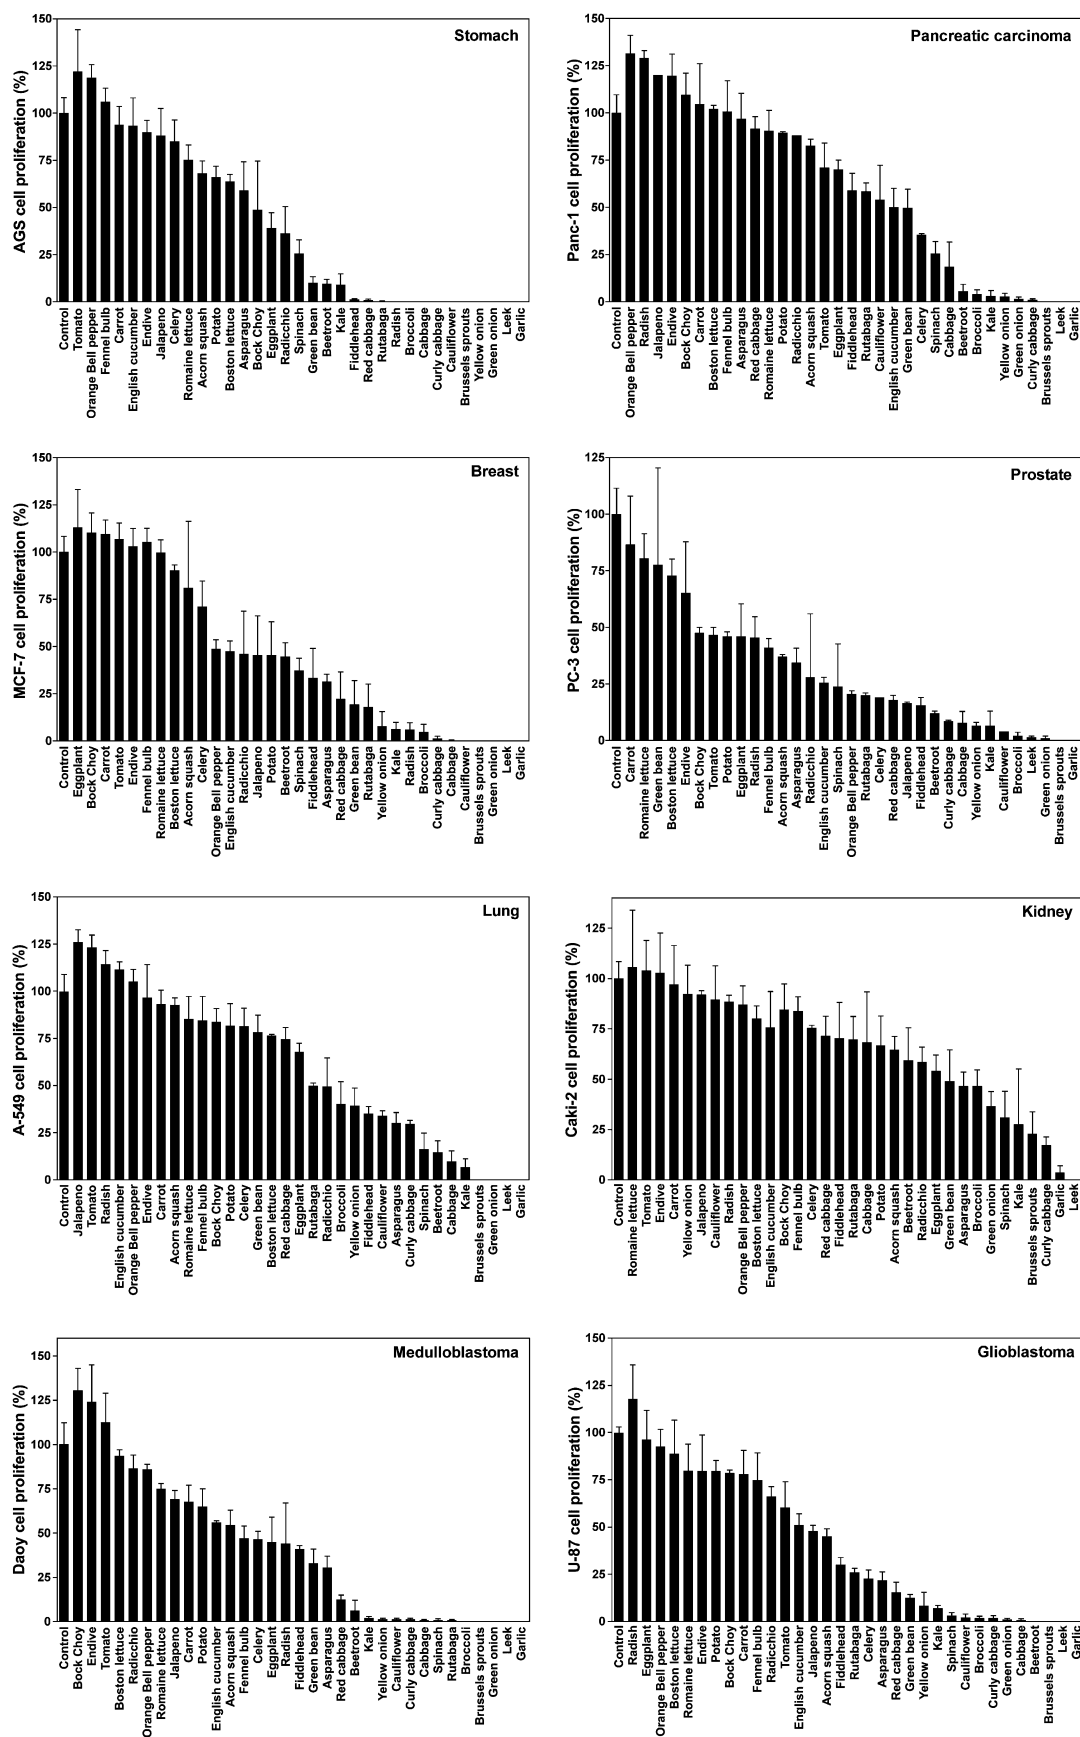 Stomach
AGS cell proliferation (%)
150
125
100
75
50
25
0
Control
Tomato
Orange Bell pepper
Fennel bulb
Carrot
English cucumber
Endive
Jalapeno
Celery
Romaine lettuce
Acorn squash
Potato
Boston lettuce
Asparagus
Bock Choy
Eggplant
Radicchio
Spinach
Green bean
Beetroot
Kale
Fiddlehead
Red cabbage
Rutabaga
Radish
Broccoli
Cabbage
Curly cabbage
Cauliflower
Brussels sprouts
Yellow onion
Green onion
Leek
Garlic
Pancreatic carcinoma
Panc-1 cell proliferation (%)
150
125
100
75
50
25
0
Control
Orange Bell pepper
Radish
Jalapeno
Endive
Bock Choy
Carrot
Boston lettuce
Fennel bulb
Asparagus
Red cabbage
Romaine lettuce
Potato
Radicchio
Acorn squash
Tomato
Eggplant
Fiddlehead
Rutabaga
Cauliflower
English cucumber
Green bean
Celery
Spinach
Cabbage
Beetroot
Broccoli
Kale
Yellow onion
Green onion
Curly cabbage
Brussels sprouts
Leek
Garlic
Breast
MCF-7 cell proliferation (%)
150
125
100
75
50
25
0
Control
Eggplant
Bock Choy
Carrot
Tomato
Endive
Fennel bulb
Romaine lettuce
Boston lettuce
Acorn squash
Celery
Orange Bell pepper
English cucumber
Radicchio
Jalapeno
Potato
Beetroot
Spinach
Fiddlehead
Asparagus
Red cabbage
Green bean
Rutabaga
Yellow onion
Kale
Radish
Broccoli
Curly cabbage
Cabbage
Cauliflower
Brussels sprouts
Green onion
Leek
Garlic
Prostate
PC-3 cell proliferation (%)
125
100
75
50
25
0
Control
Carrot
Romaine lettuce
Green bean
Boston lettuce
Endive
Bock Choy
Tomato
Potato
Eggplant
Radish
Fennel bulb
Acorn squash
Asparagus
Radicchio
English cucumber
Spinach
Orange Bell pepper
Rutabaga
Celery
Red cabbage
Jalapeno
Fiddlehead
Beetroot
Curly cabbage
Cabbage
Yellow onion
Kale
Cauliflower
Broccoli
Leek
Green onion
Brussels sprouts
Garlic
Lung
A-549 cell proliferation (%)
150
125
100
75
50
25
0
Control
Jalapeno
Tomato
Radish
English cucumber
Orange Bell pepper
Endive
Carrot
Acorn squash
Romaine lettuce
Fennel bulb
Bock Choy
Potato
Celery
Green bean
Boston lettuce
Red cabbage
Eggplant
Rutabaga
Radicchio
Broccoli
Yellow onion
Fiddlehead
Cauliflower
Asparagus
Curly cabbage
Spinach
Beetroot
Cabbage
Kale
Brussels sprouts
Green onion
Leek
Garlic
Kidney
Caki-2 cell proliferation (%)
125
100
75
50
25
0
Control
Romaine lettuce
Tomato
Endive
Carrot
Yellow onion
Jalapeno
Cauliflower
Radish
Orange Bell pepper
Boston lettuce
English cucumber
Bock Choy
Fennel bulb
Celery
Red cabbage
Fiddlehead
Rutabaga
Cabbage
Potato
Acorn squash
Beetroot
Radicchio
Eggplant
Green bean
Asparagus
Broccoli
Green onion
Spinach
Kale
Brussels sprouts
Curly cabbage
Garlic
Leek
Medulloblastoma
Daoy cell proliferation (%)
150
125
100
75
50
25
0
Control
Bock Choy
Endive
Tomato
Boston lettuce
Radicchio
Orange Bell pepper
Romaine lettuce
Jalapeno
Carrot
Potato
English cucumber
Acorn squash
Fennel bulb
Celery
Eggplant
Radish
Fiddlehead
Green bean
Asparagus
Red cabbage
Beetroot
Kale
Yellow onion
Cauliflower
Curly cabbage
Cabbage
Spinach
Rutabaga
Broccoli
Brussels sprouts
Green onion
Leek
Garlic
Glioblastoma
U-87 cell proliferation (%)
150
125
100
75
50
25
0
Control
Radish
Eggplant
Orange Bell pepper
Boston lettuce
Romaine lettuce
Endive
Potato
Bock Choy
Carrot
Fennel bulb
Radicchio
Tomato
English cucumber
Jalapeno
Acorn squash
Fiddlehead
Rutabaga
Celery
Asparagus
Red cabbage
Green bean
Yellow onion
Kale
Spinach
Cauliflower
Broccoli
Curly cabbage
Green onion
Cabbage
Beetroot
Brussels sprouts
Leek
Garlic